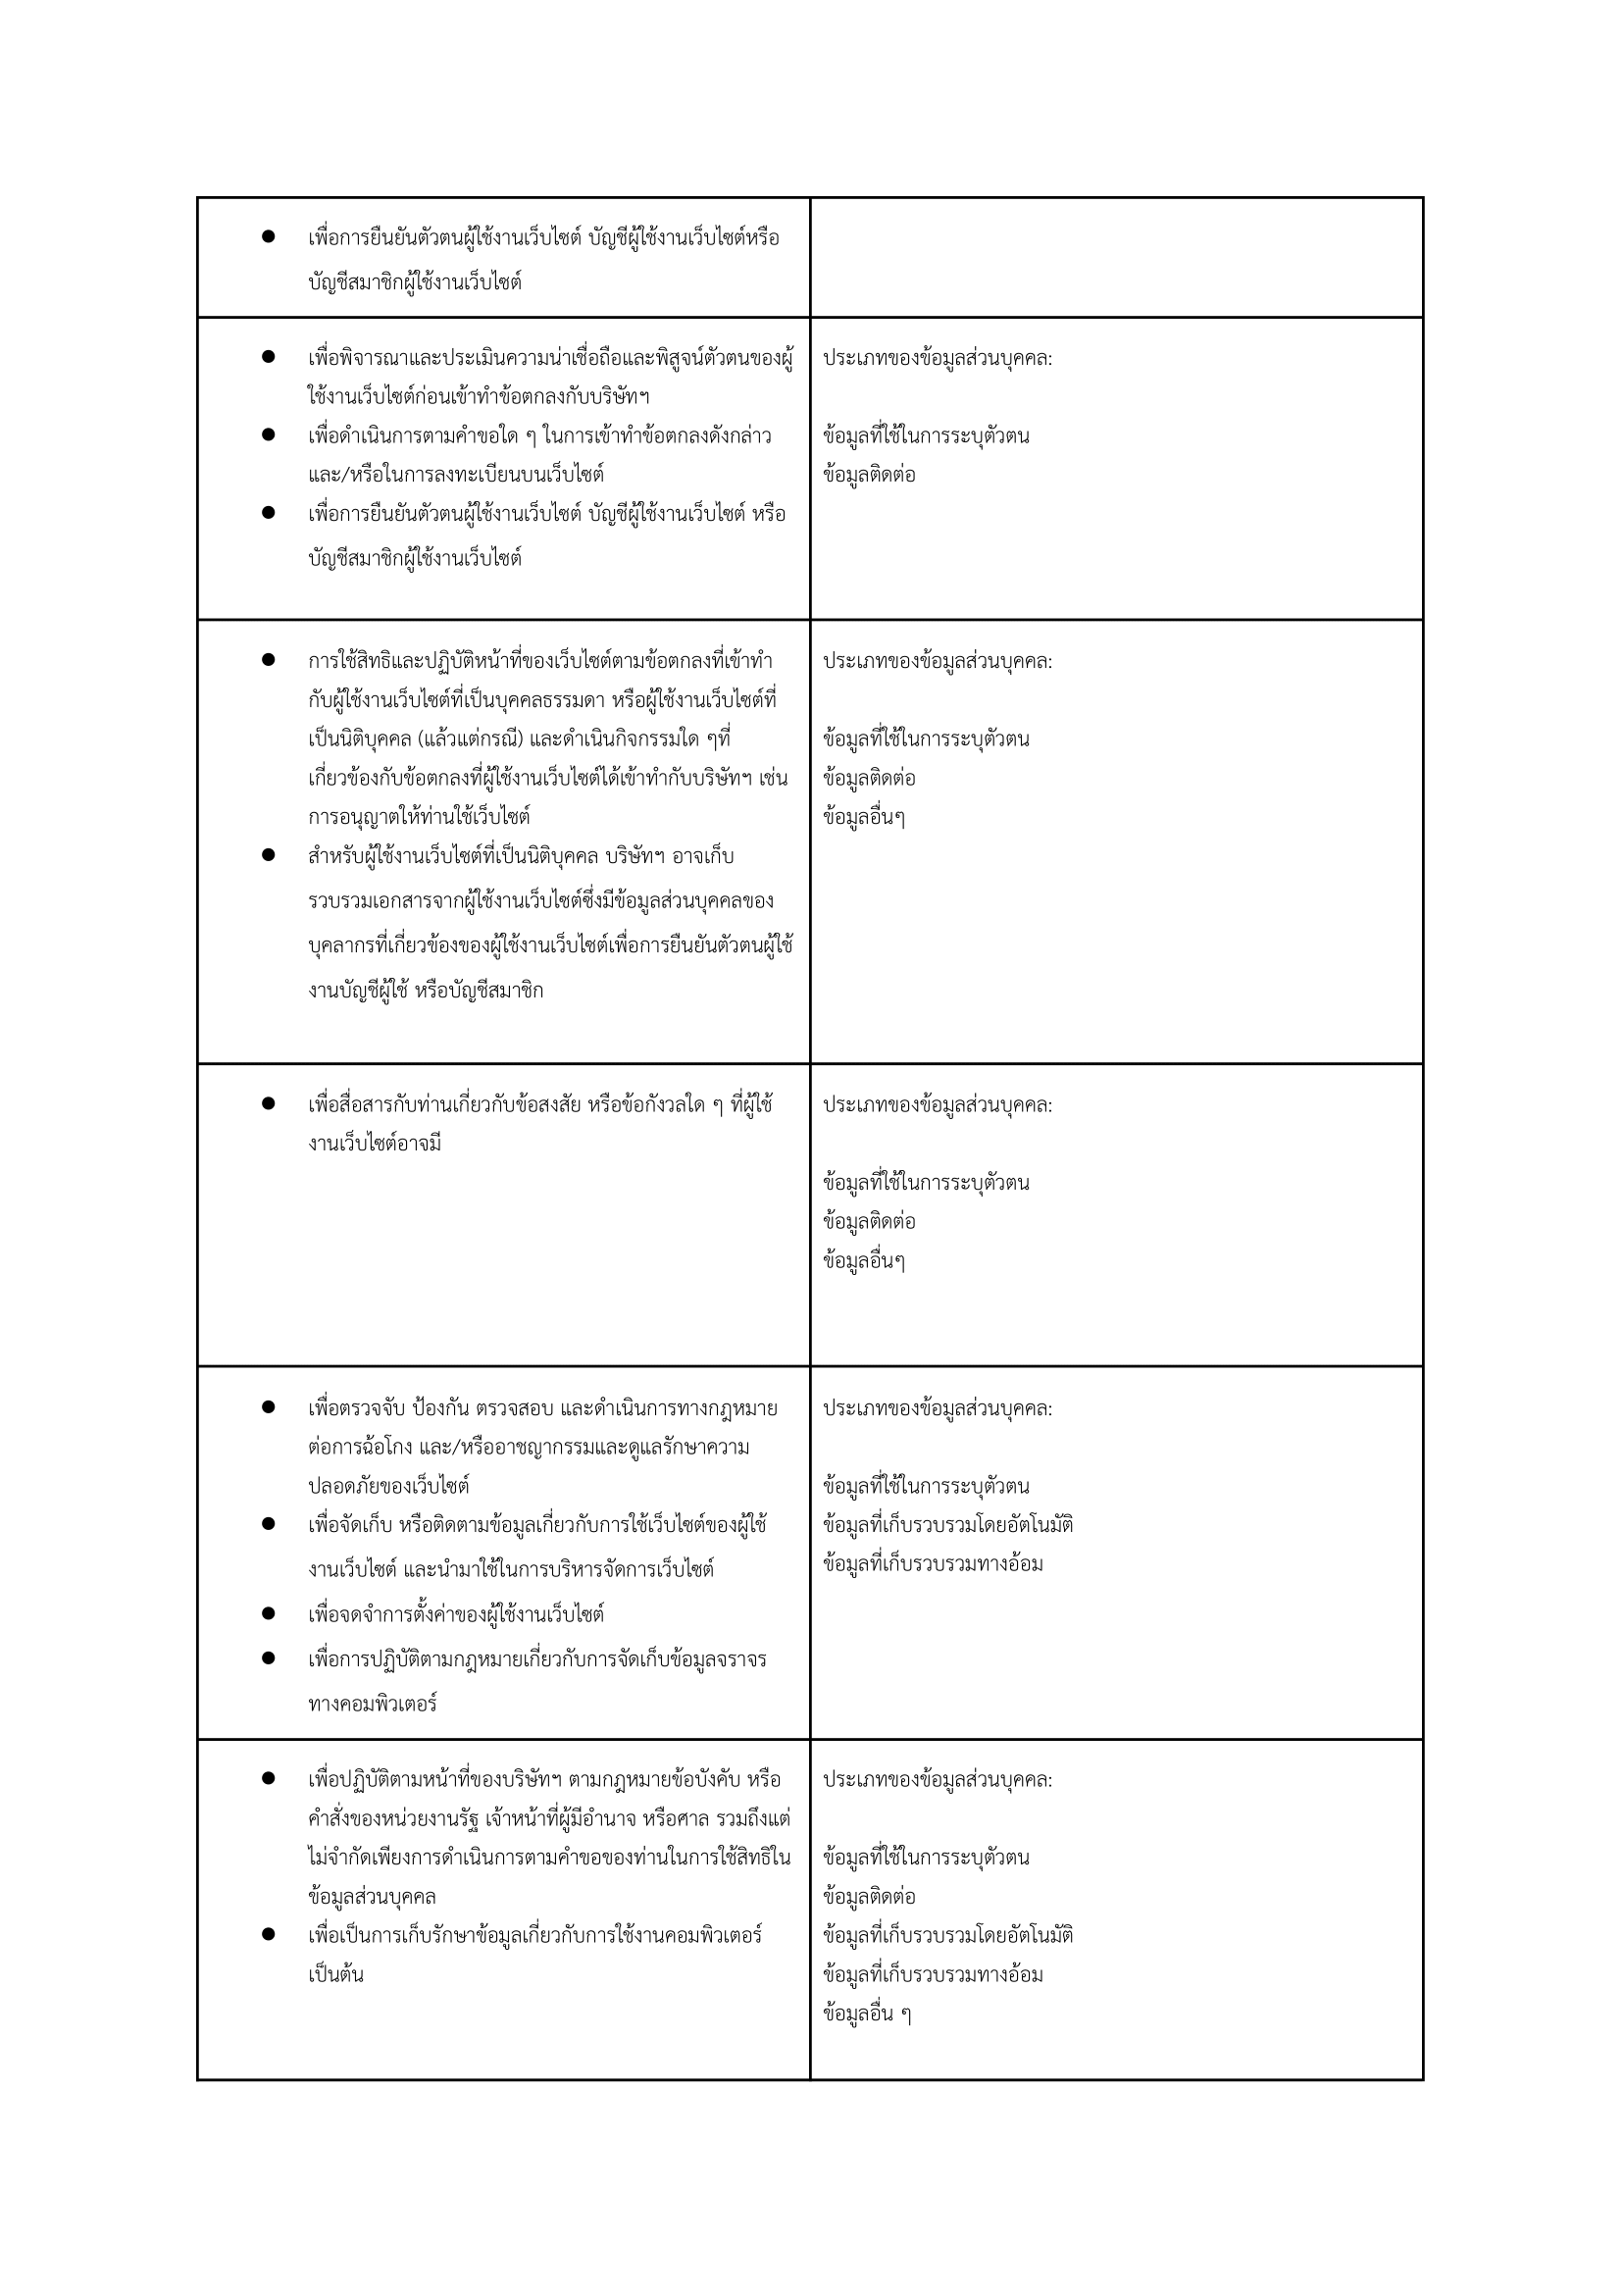 ● เพื่อการยืนยันตัวตนผู้ใช้งานเว็บไซต์ บัญชีผู้ใช้งานเว็บไซต์หรือ
บัญชีสมาชิกผู้ใช้งานเว็บไซต์
● เพื่อพิจารณาและประเมินความน่าเชื่อถือและพิสูจน์ตัวตนของผู้
ใช้งานเว็บไซต์ก่อนเข้าทำข้อตกลงกับบริษัทฯ
● เพื่อดำเนินการตามคำขอใด ๆ ในการเข้าทำข้อตกลงดังกล่าว
และ/หรือในการลงทะเบียนบนเว็บไซต์
● เพื่อการยืนยันตัวตนผู้ใช้งานเว็บไซต์ บัญชีผู้ใช้งานเว็บไซต์ หรือ
บัญชีสมาชิกผู้ใช้งานเว็บไซต์
ประเภทของข้อมูลส่วนบุคคล:
ข้อมูลที่ใช้ในการระบุตัวตน
ข้อมูลติดต่อ
● การใช้สิทธิและปฏิบัติหน้าที่ของเว็บไซต์ตามข้อตกลงที่เข้าทำ
กับผู้ใช้งานเว็บไซต์ที่เป็นบุคคลธรรมดา หรือผู้ใช้งานเว็บไซต์ที่
เป็นนิติบุคคล (แล้วแต่กรณี) และดำเนินกิจกรรมใด ๆที่
เกี่ยวข้องกับข้อตกลงที่ผู้ใช้งานเว็บไซต์ได้เข้าทำกับบริษัทฯ เช่น
การอนุญาตให้ท่านใช้เว็บไซต์
● สำหรับผู้ใช้งานเว็บไซต์ที่เป็นนิติบุคคล บริษัทฯ อาจเก็บ
รวบรวมเอกสารจากผู้ใช้งานเว็บไซต์ซึ่งมีข้อมูลส่วนบุคคลของ
บุคลากรที่เกี่ยวข้องของผู้ใช้งานเว็บไซต์เพื่อการยืนยันตัวตนผู้ใช้
งานบัญชีผู้ใช้ หรือบัญชีสมาชิก
ประเภทของข้อมูลส่วนบุคคล:
ข้อมูลที่ใช้ในการระบุตัวตน
ข้อมูลติดต่อ
ข้อมูลอื่นๆ
● เพื่อสื่อสารกับท่านเกี่ยวกับข้อสงสัย หรือข้อกังวลใด ๆ ที่ผู้ใช้
งานเว็บไซต์อาจมี
ประเภทของข้อมูลส่วนบุคคล:
ข้อมูลที่ใช้ในการระบุตัวตน
ข้อมูลติดต่อ
ข้อมูลอื่นๆ
● เพื่อตรวจจับ ป้องกัน ตรวจสอบ และดำเนินการทางกฎหมาย
ต่อการฉ้อโกง และ/หรืออาชญากรรมและดูแลรักษาความ
ปลอดภัยของเว็บไซต์
● เพื่อจัดเก็บ หรือติดตามข้อมูลเกี่ยวกับการใช้เว็บไซต์ของผู้ใช้
งานเว็บไซต์ และนำมาใช้ในการบริหารจัดการเว็บไซต์
● เพื่อจดจำการตั้งค่าของผู้ใช้งานเว็บไซต์
● เพื่อการปฏิบัติตามกฎหมายเกี่ยวกับการจัดเก็บข้อมูลจราจร
ทางคอมพิวเตอร์
ประเภทของข้อมูลส่วนบุคคล:
ข้อมูลที่ใช้ในการระบุตัวตน
ข้อมูลที่เก็บรวบรวมโดยอัตโนมัติ
ข้อมูลที่เก็บรวบรวมทางอ้อม
● เพื่อปฏิบัติตามหน้าที่ของบริษัทฯ ตามกฎหมายข้อบังคับ หรือ
คำสั่งของหน่วยงานรัฐ เจ้าหน้าที่ผู้มีอำนาจ หรือศาล รวมถึงแต่
ไม่จำกัดเพียงการดำเนินการตามคำขอของท่านในการใช้สิทธิใน
ข้อมูลส่วนบุคคล
● เพื่อเป็นการเก็บรักษาข้อมูลเกี่ยวกับการใช้งานคอมพิวเตอร์
เป็นต้น
ประเภทของข้อมูลส่วนบุคคล:
ข้อมูลที่ใช้ในการระบุตัวตน
ข้อมูลติดต่อ
ข้อมูลที่เก็บรวบรวมโดยอัตโนมัติ
ข้อมูลที่เก็บรวบรวมทางอ้อม
ข้อมูลอื่น ๆ